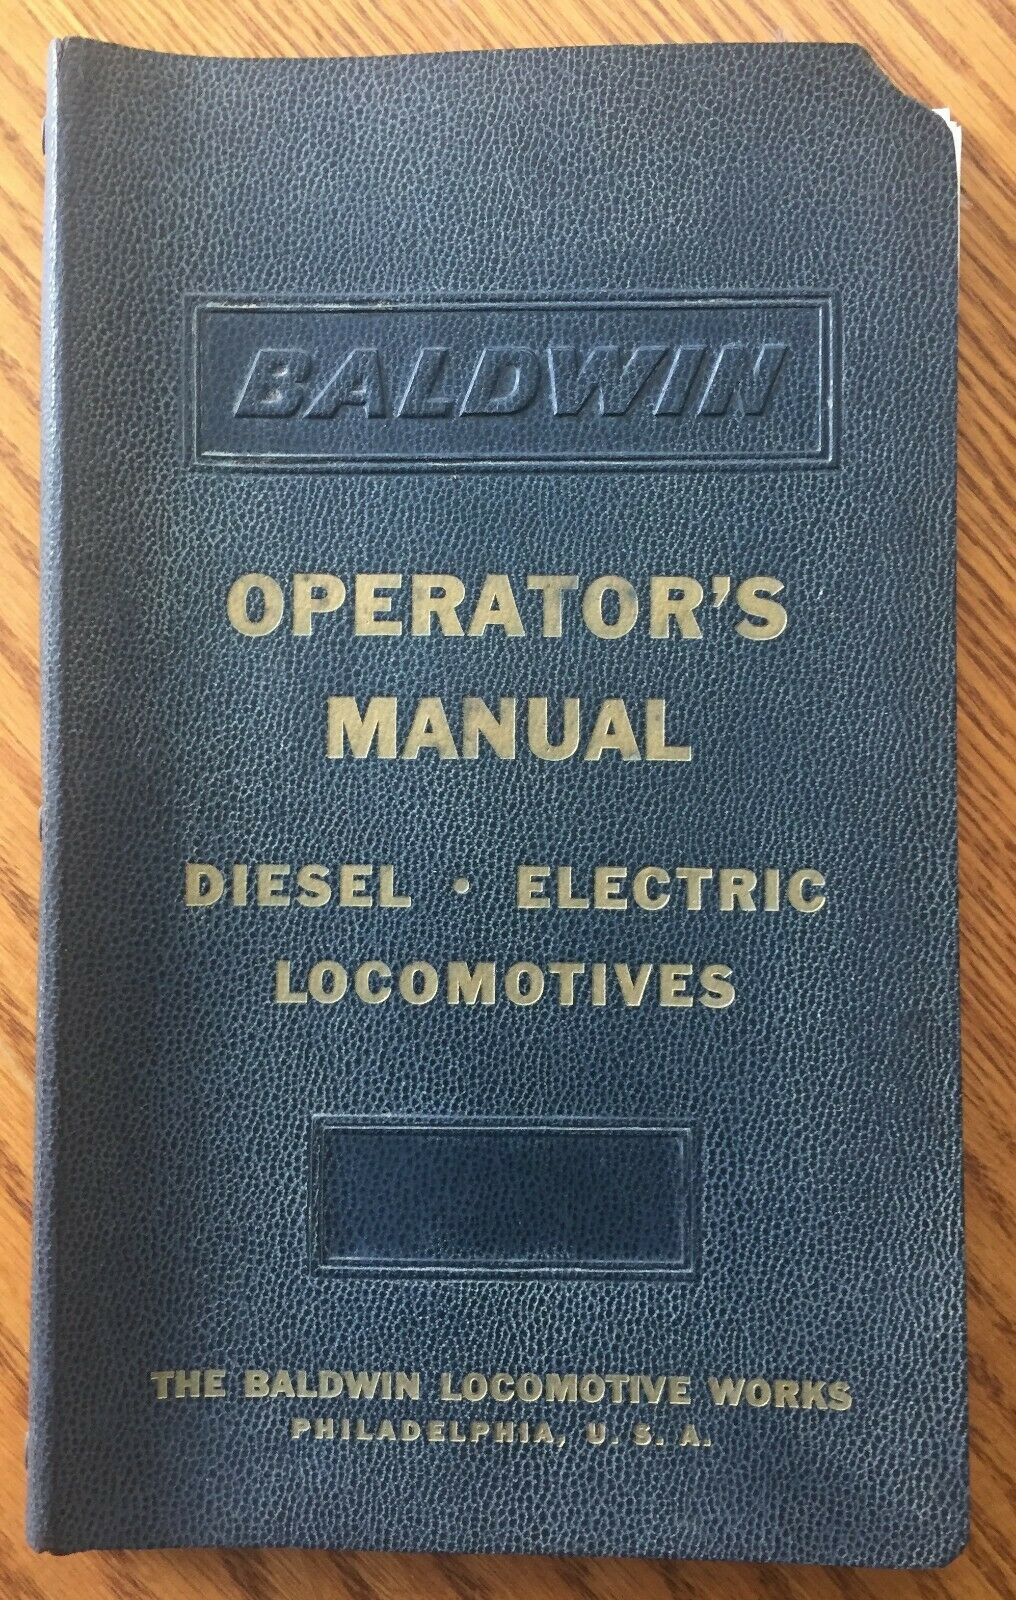 BALDWIN
OPERATOR'S
MANUAL
DIESEL · ELECTRIC
LOCOMOTIVES
THE BALDWIN LOCOMOTIVE WORKS
PHILADELPHIA, U. S. A.